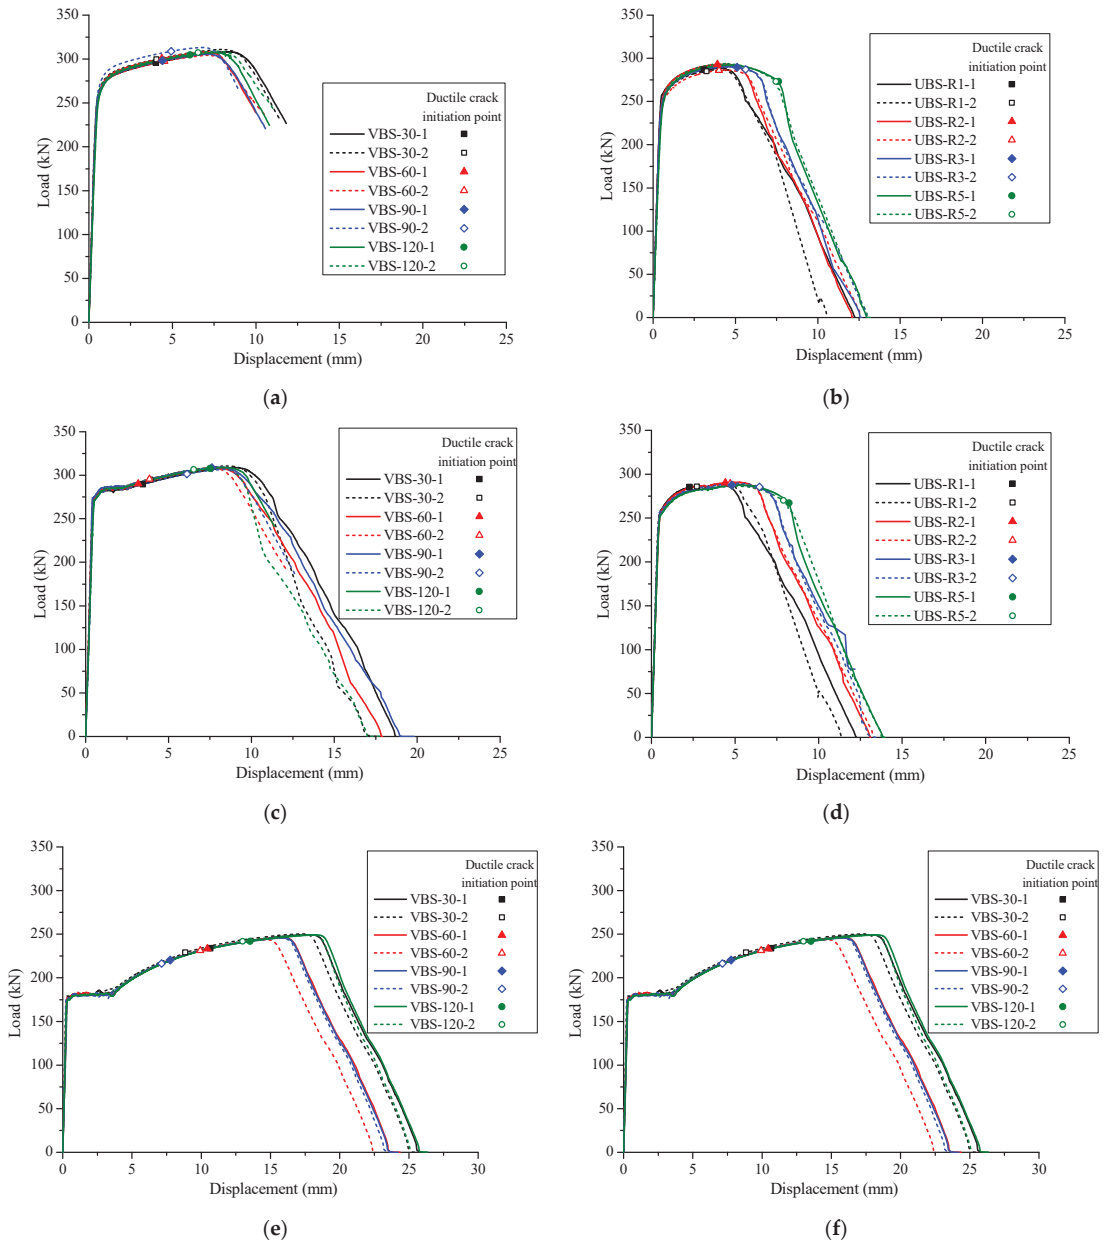 350
300
250
200
150
100
50
0
Load (kN)
0 5 10 15 20 25
Displacement (mm)
Ductile crack
initiation point
VBS-30-1
VBS-30-2
VBS-60-1
VBS-60-2
VBS-90-1
VBS-90-2
VBS-120-1
VBS-120-2
(a)
350
300
250
200
150
100
50
0
Load (kN)
0 5 10 15 20 25
Displacement (mm)
Ductile crack
initiation point
UBS-R1-1
UBS-R1-2
UBS-R2-1
UBS-R2-2
UBS-R3-1
UBS-R3-2
UBS-R5-1
UBS-R5-2
(b)
350
300
250
200
150
100
50
0
Load (kN)
0 5 10 15 20 25
Displacement (mm)
Ductile crack
initiation point
VBS-30-1
VBS-30-2
VBS-60-1
VBS-60-2
VBS-90-1
VBS-90-2
VBS-120-1
VBS-120-2
(c)
350
300
250
200
150
100
50
0
Load (kN)
0 5 10 15 20 25
Displacement (mm)
Ductile crack
initiation point
UBS-R1-1
UBS-R1-2
UBS-R2-1
UBS-R2-2
UBS-R3-1
UBS-R3-2
UBS-R5-1
UBS-R5-2
(d)
350
300
250
200
150
100
50
0
Load (kN)
0 5 10 15 20 25 30
Displacement (mm)
Ductile crack
initiation point
VBS-30-1
VBS-30-2
VBS-60-1
VBS-60-2
VBS-90-1
VBS-90-2
VBS-120-1
VBS-120-2
(e)
350
300
250
200
150
100
50
0
Load (kN)
0 5 10 15 20 25 30
Displacement (mm)
Ductile crack
initiation point
VBS-30-1
VBS-30-2
VBS-60-1
VBS-60-2
VBS-90-1
VBS-90-2
VBS-120-1
VBS-120-2
(f)